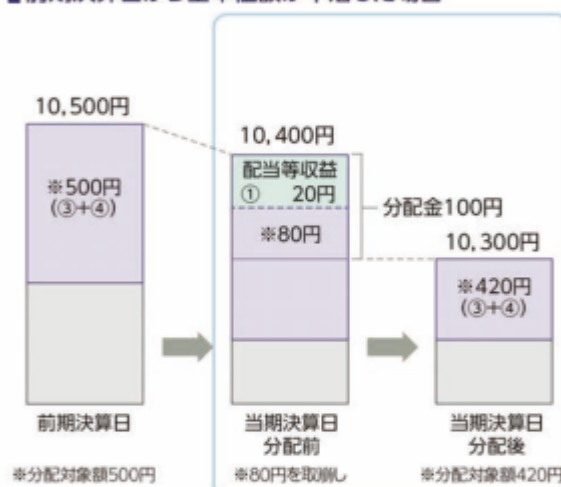 10,500円
※500円
(③+④)
前期決算日
※分配対象額500円
10,400円
配当等収益
① 20円
※80円
分配金100円
当期決算日
分配前
※80円を取崩し
10,300円
※420円
(③+④)
当期決算日
分配後
※分配対象額420円